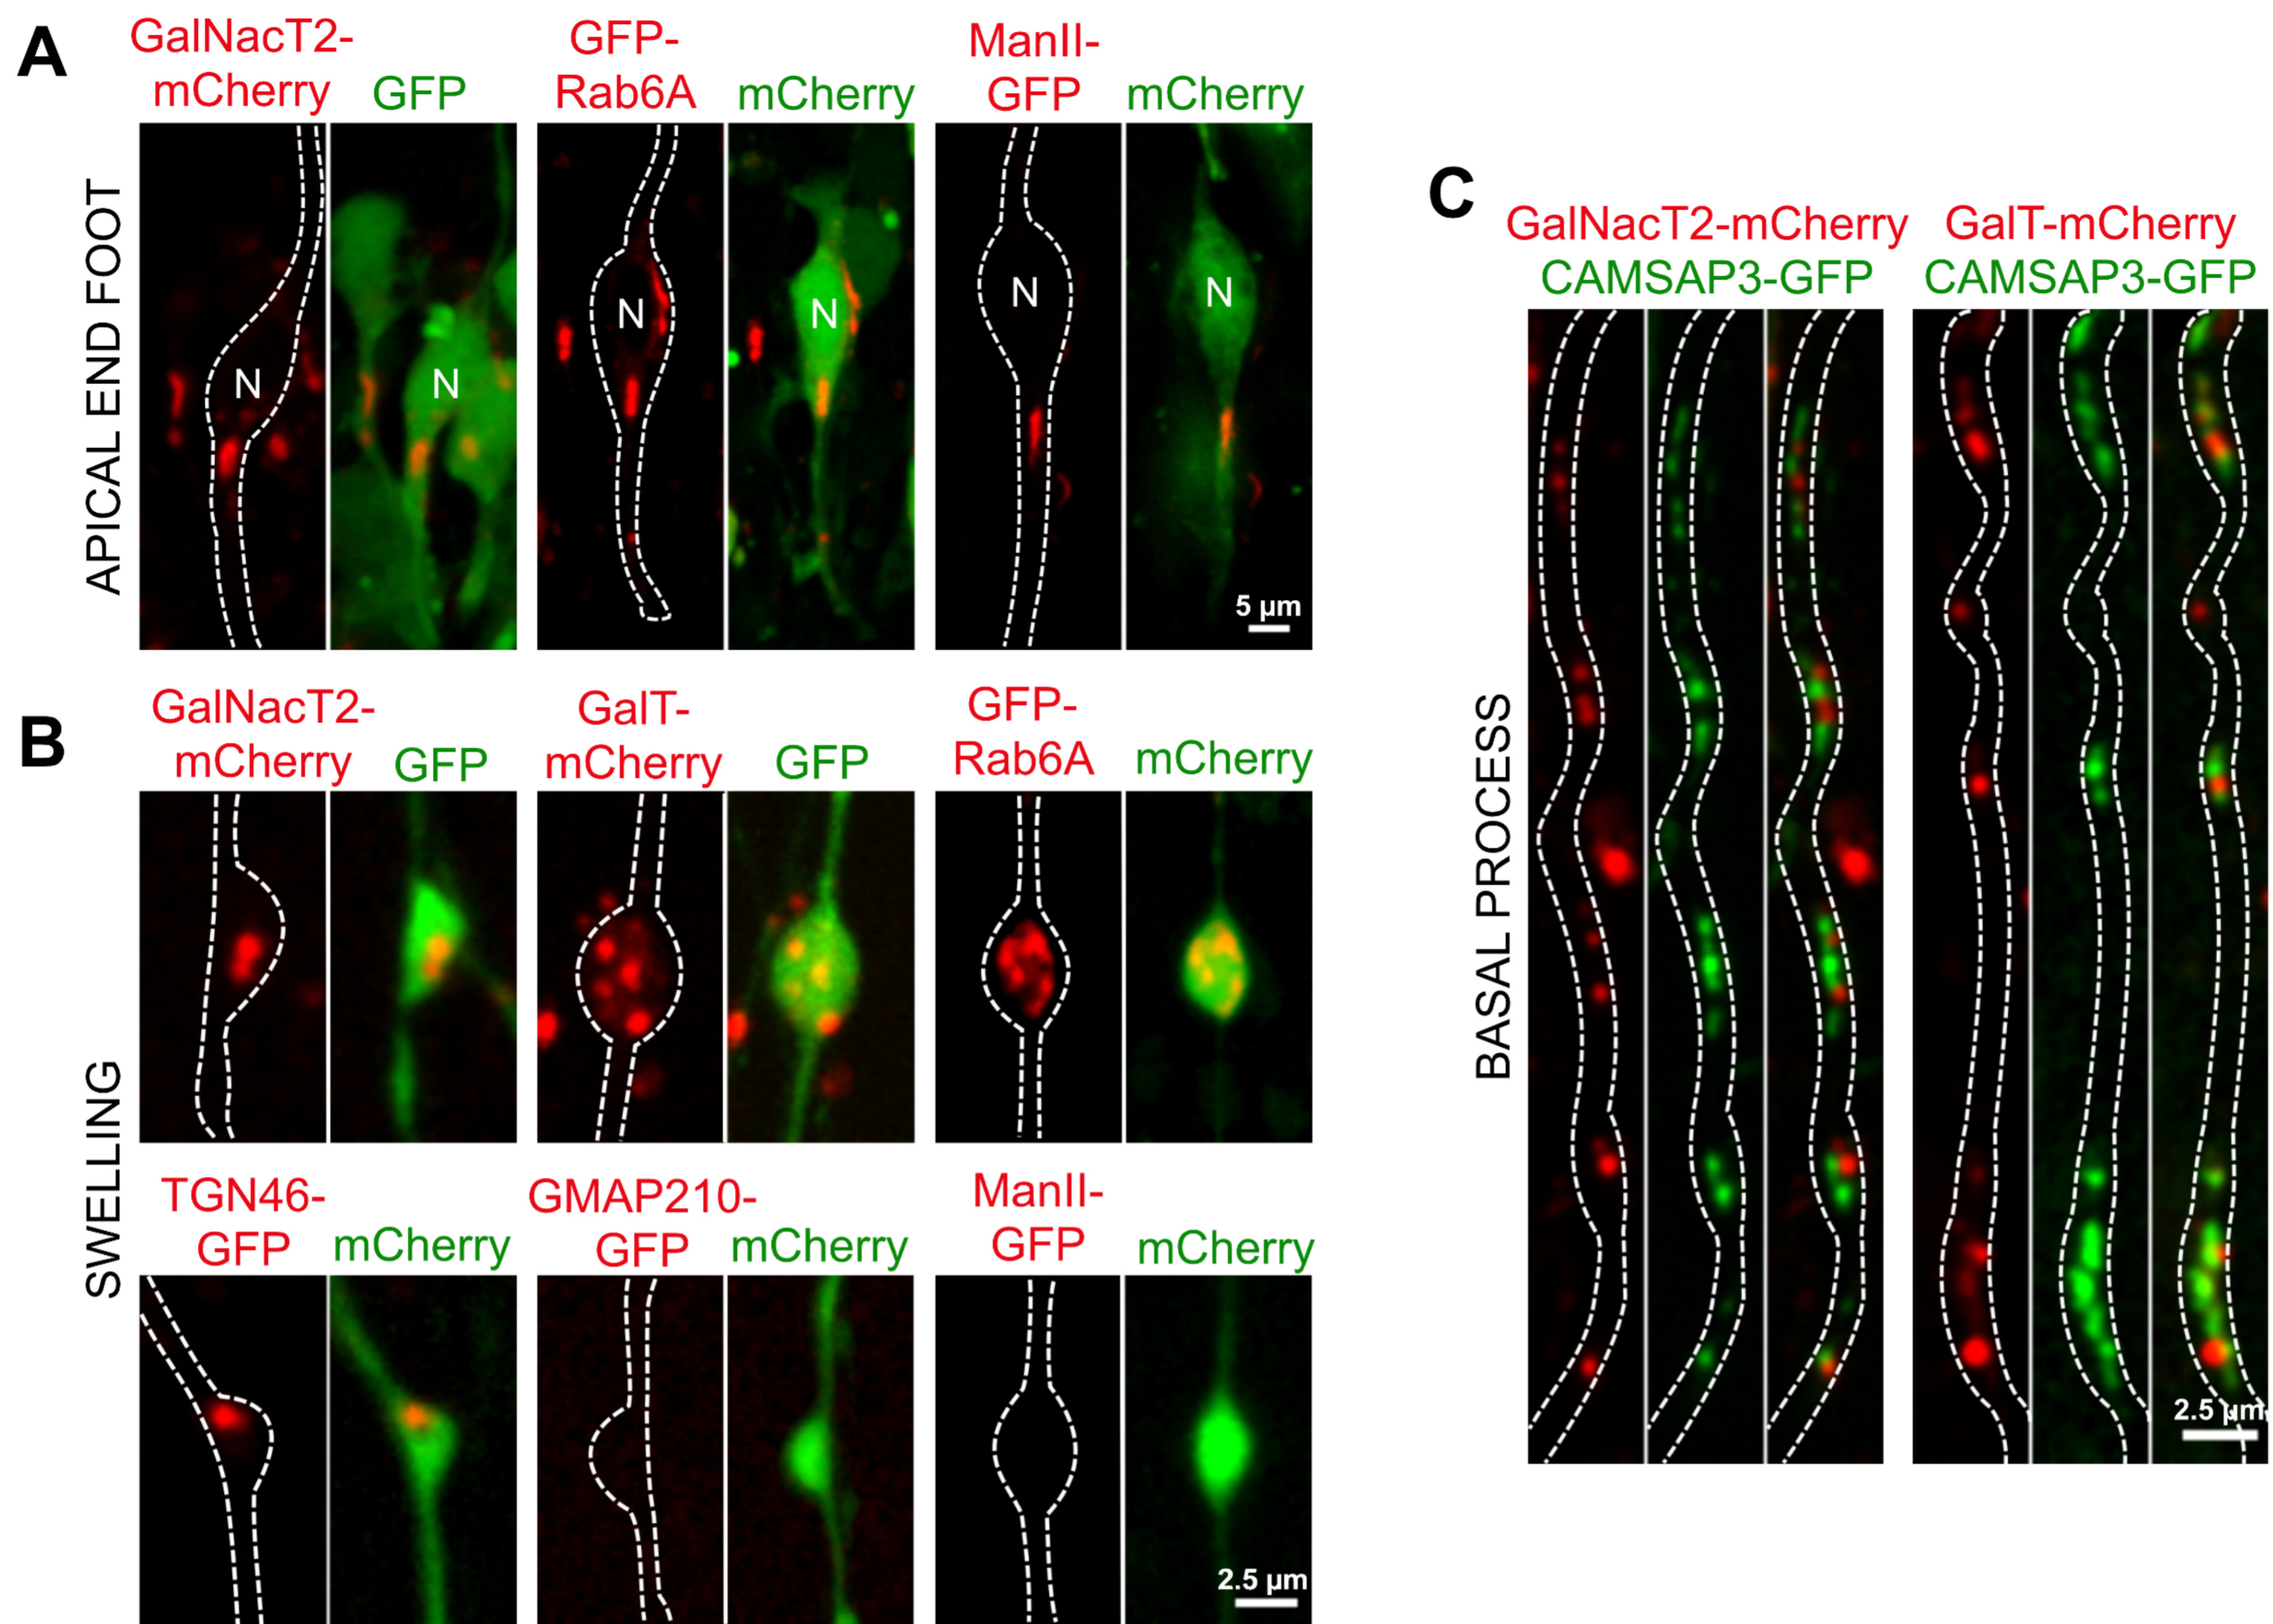 A
GalNacT2-
mCherry
GFP
GFP-
Rab6A
mCherry
ManII-
GFP
mCherry
APICAL END FOOT
N
N
N
N
N
N
5 µm
B
GalNacT2-
mCherry
GFP
GalT-
mCherry
GFP
GFP-
Rab6A
mCherry
SWELLING
TGN46-
GFP
mCherry
GMAP210-
GFP
mCherry
ManII-
GFP
mCherry
2.5 µm
C
GalNacT2-mCherry
CAMSAP3-GFP
GalT-mCherry
CAMSAP3-GFP
BASAL PROCESS
2.5 µm